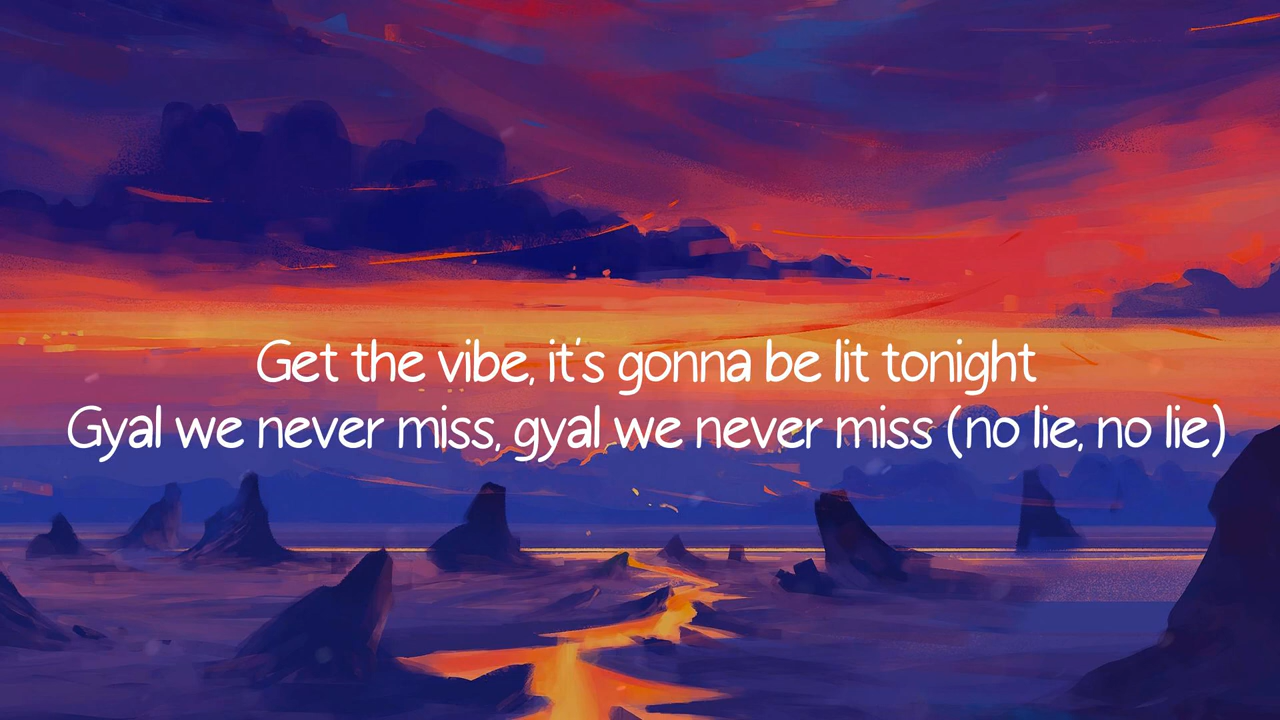 Get the vibe, it's gonna be lit tonight
Gyal we never miss, gyal we never miss (no lie, no lie)